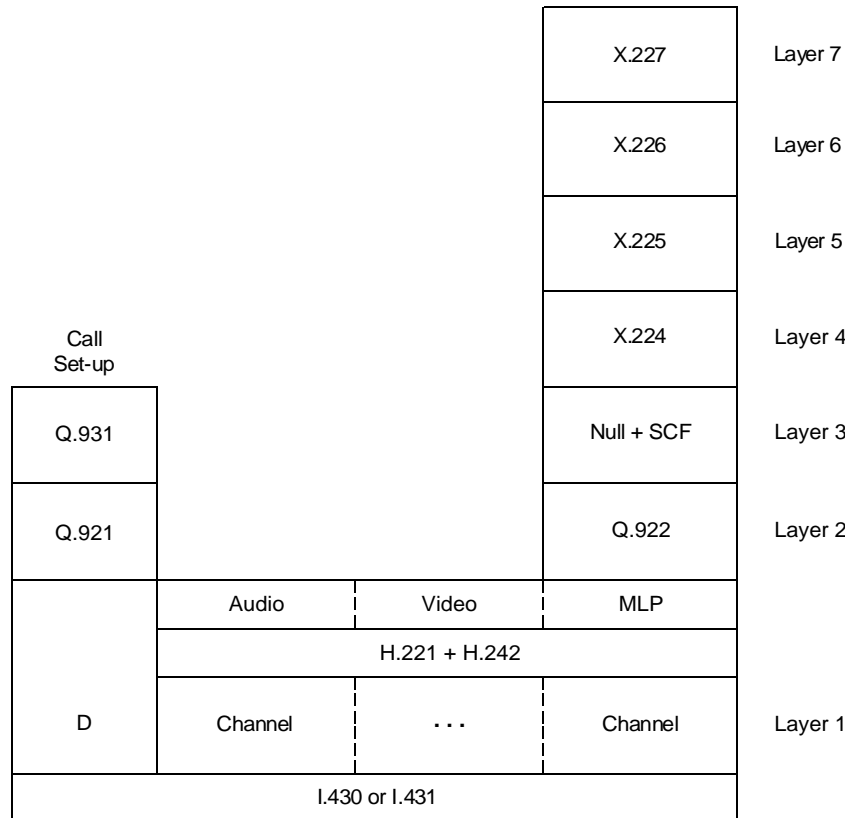 X.227 Layer 7
X.226 Layer 6
X.225 Layer 5
Call
Set-up
X.224 Layer 4
Q.931 Null + SCF Layer 3
Q.921 Q.922 Layer 2
Audio Video MLP
H.221 + H.242
D Channel ... Channel Layer 1
I.430 or I.431